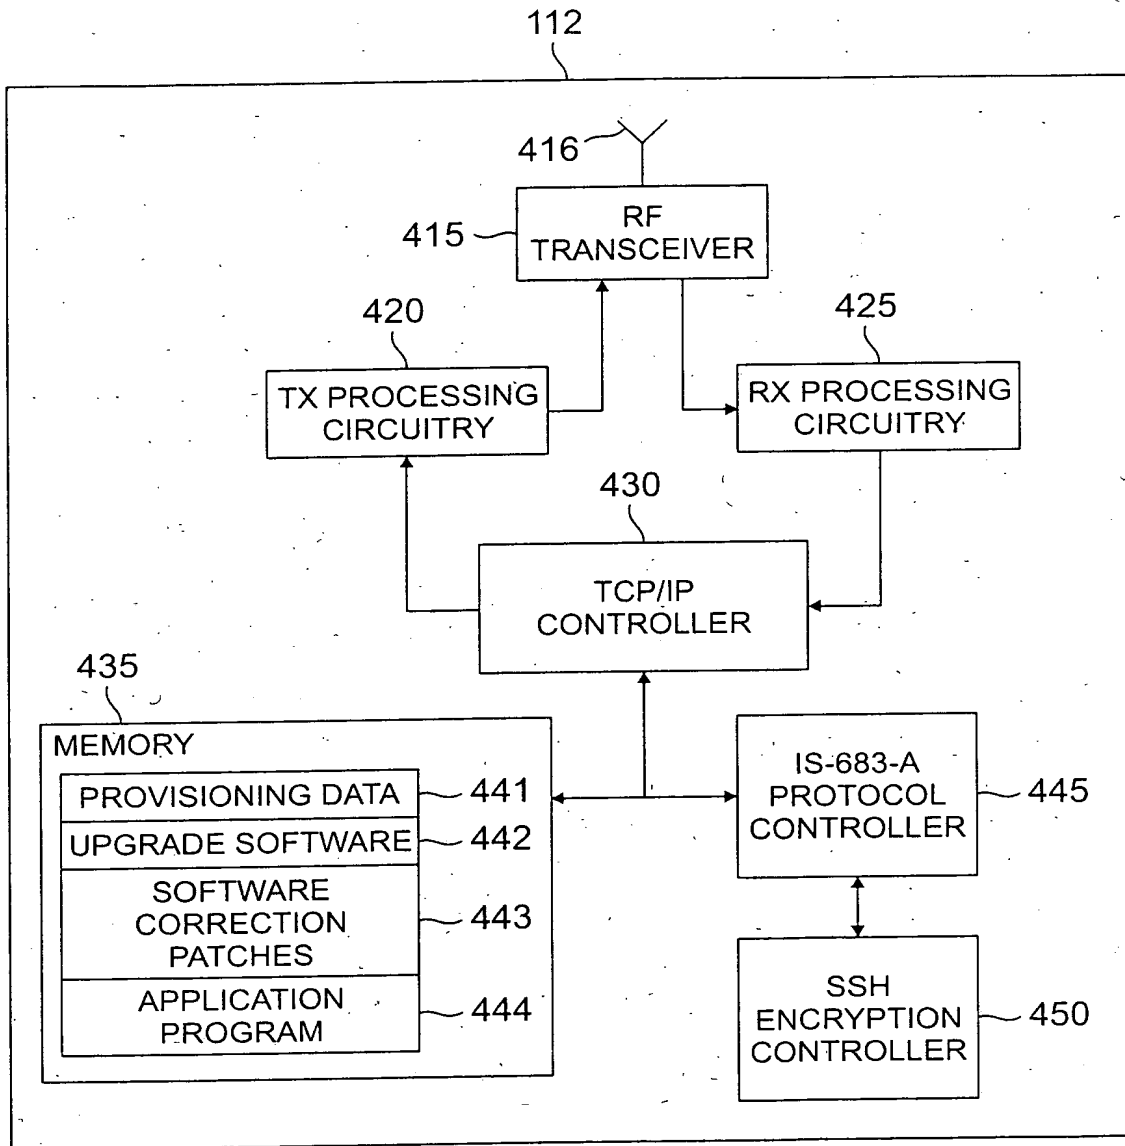 112
416
RF
TRANSCEIVER
415
420
TX PROCESSING
CIRCUITRY
425
RX PROCESSING
CIRCUITRY
430
TCP/IP
CONTROLLER
435
MEMORY
PROVISIONING DATA
441
UPGRADE SOFTWARE
442
SOFTWARE
CORRECTION
PATCHES
443
APPLICATION
PROGRAM
444
IS-683-A
PROTOCOL
CONTROLLER
445
SSH
ENCRYPTION
CONTROLLER
450